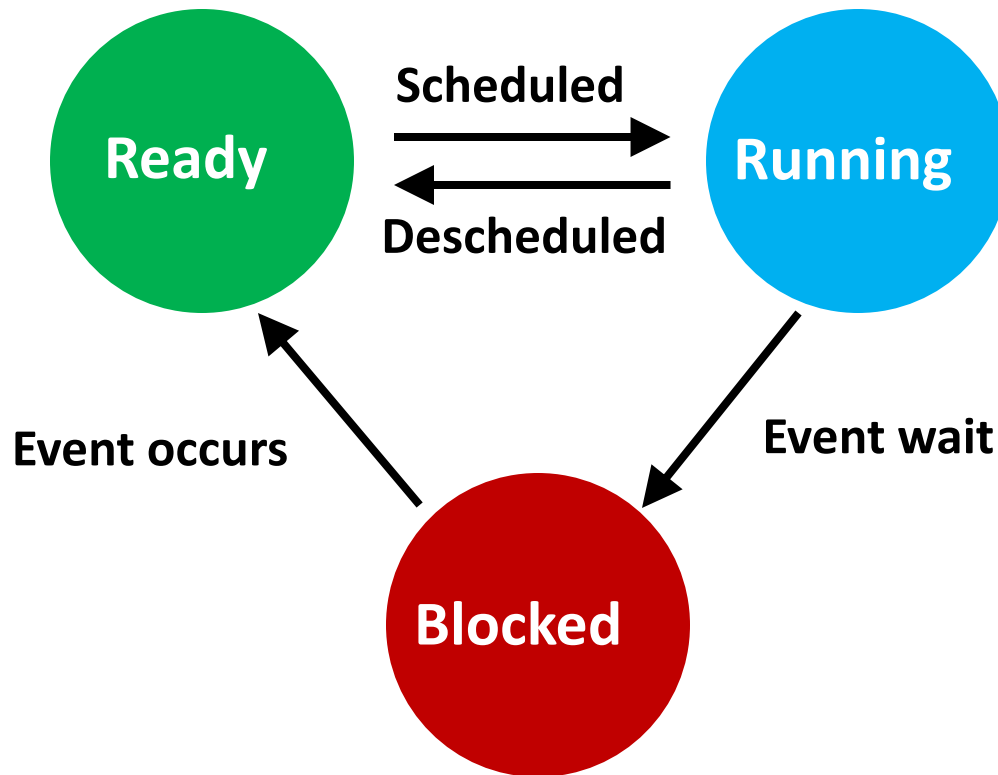 Scheduled
Ready
Running
Descheduled
Event occurs
Event wait
Blocked